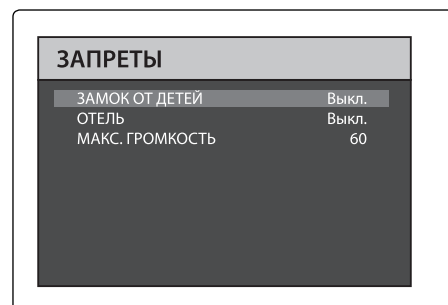 ЗАПРЕТЫ
ЗАМОК ОТ ДЕТЕЙ Выкл.
ОТЕЛЬ Выкл.
МАКС. ГРОМКОСТЬ 60